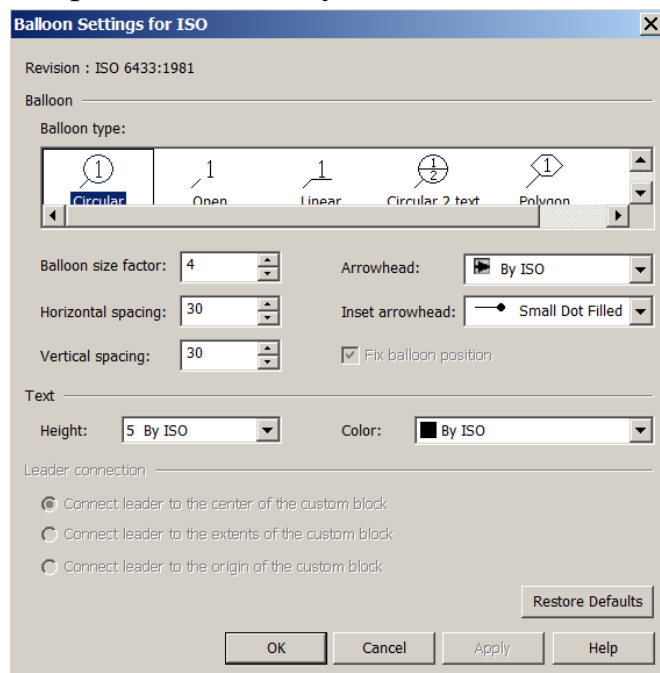 Balloon Settings for ISO
Revision : ISO 6433:1981
Balloon
Balloon type:
1 1 1 1 2 1
Circular Open Linear Circular 2 text Polygon
Balloon size factor: 4 Arrowhead: By ISO
Horizontal spacing: 30 Inset arrowhead: Small Dot Filled
Vertical spacing: 30 Fix balloon position
Text
Height: 5 By ISO Color: By ISO
Leader connection
Connect leader to the center of the custom block
Connect leader to the extents of the custom block
Connect leader to the origin of the custom block
Restore Defaults
OK Cancel Apply Help